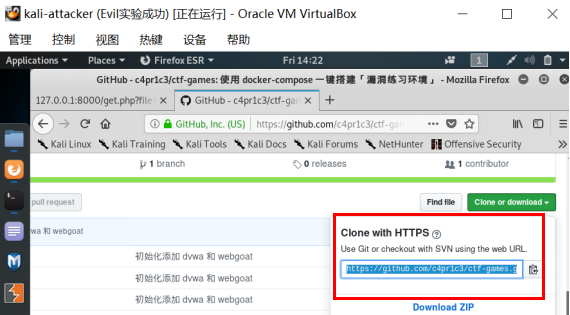 kali-attacker (Evil实验成功) [正在运行] - Oracle VM VirtualBox
管理 控制 视图 热键 设备 帮助
Applications Places Firefox ESR Fri 14:22 1
GitHub - c4pr1c3/ctf-games: 使用 docker-compose 一键搭建「漏洞练习环境」 - Mozilla Firefox
127.0.0.1:8000/get.php?file GitHub - c4pr1c3/ctf-gan
GitHub, Inc. (US) https://github.com/c4pr1c3/ctf-game
Kali Linux Kali Training Kali Tools Kali Docs Kali Forums NetHunter Offensive Security
1 branch 0 releases 1 contributor
pull request Find file Clone or download
dvwa 和 webgoat
Clone with HTTPS
Use Git or checkout with SVN using the web URL.
初始化添加 dvwa 和 webgoat
https://github.com/c4pr1c3/ctf-games.g
初始化添加 dvwa 和 webgoat
初始化添加 dvwa 和 webgoat
Download ZIP